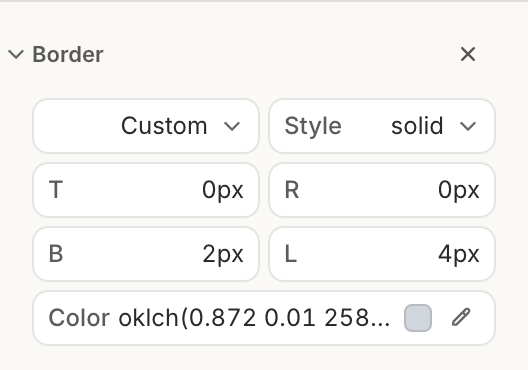 Border
Custom Style solid
T 0px R 0px
B 2px L 4px
Color oklch(0.872 0.01 258...